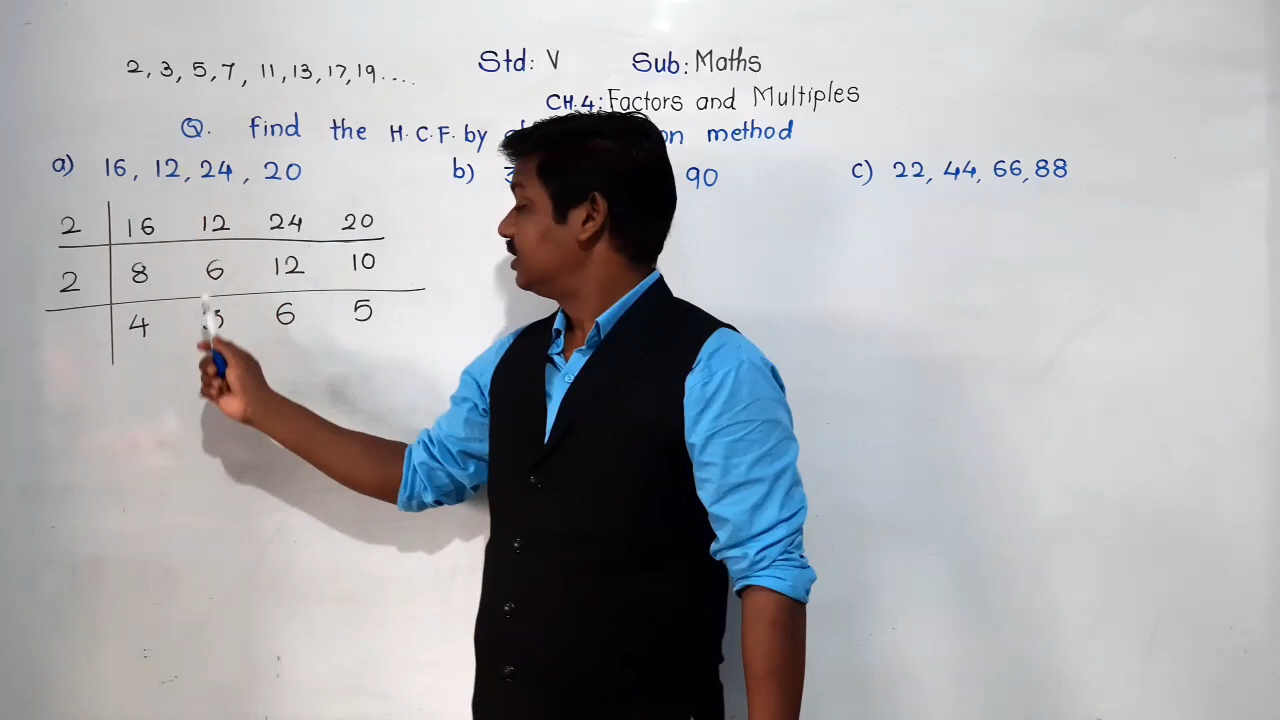 2, 3, 5, 7, 11, 13, 17, 19....
Std: V Sub: Maths
CH.4: Factors and Multiples
Q. find the H.C.F. by method
a) 16, 12, 24, 20 b) 90 c) 22, 44, 66, 88
2 16 12 24 20
2 8 6 12 10
4 3 6 5